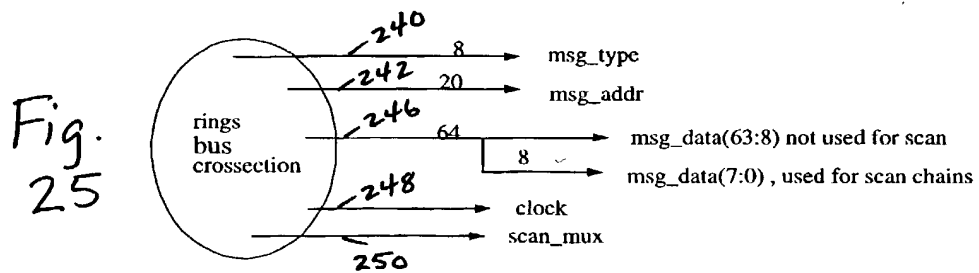 Fig.
25
rings
bus
crossection
240
8
msg_type
242
20
msg_addr
246
64
msg_data(63:8) not used for scan
8
msg_data(7:0) , used for scan chains
248
clock
250
scan_mux